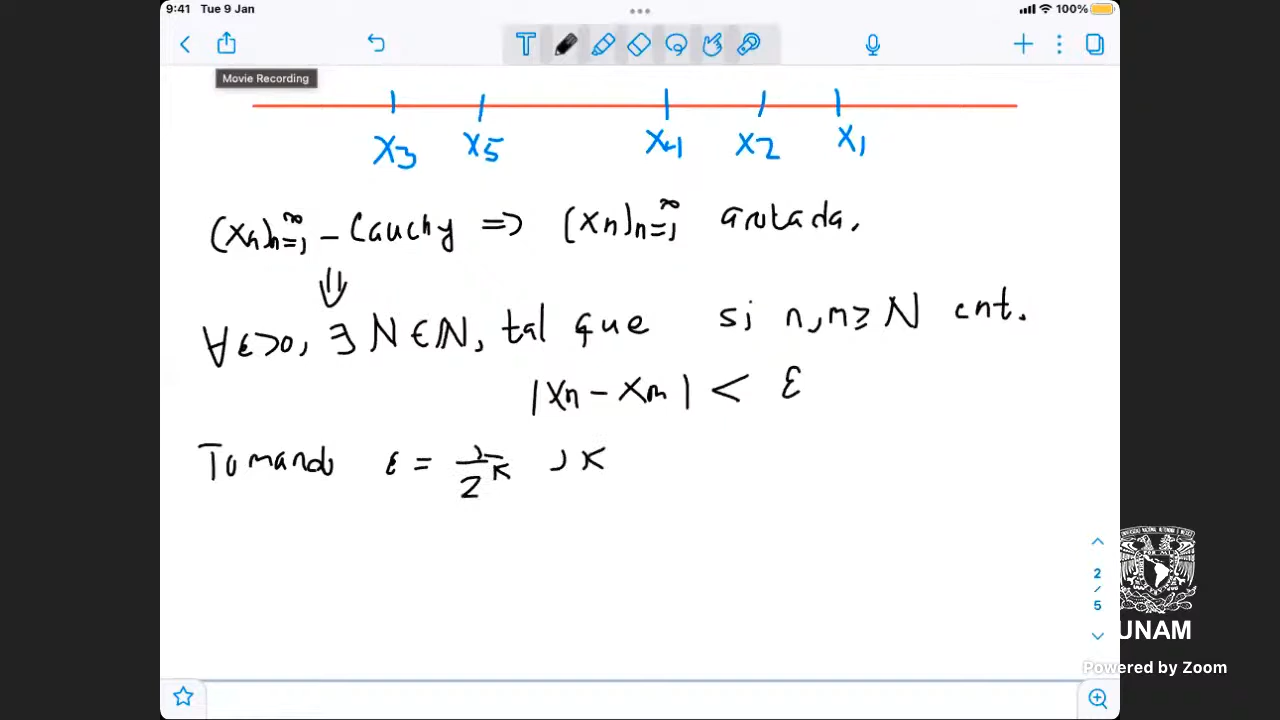 9:41 Tue 9 Jan 100%
T
Movie Recording
x3 x5 x4 x2 x1
(xn)n=1^∞ – Cauchy ⇒ (xn)n=1^∞ acotada.
⇓
∀ε>0, ∃ N∈ℕ, tal que si n,m≥N ent.
|xn – xm| < ε
Tomando ε = 1/2^k , k
2
5
UNAM
Powered by Zoom